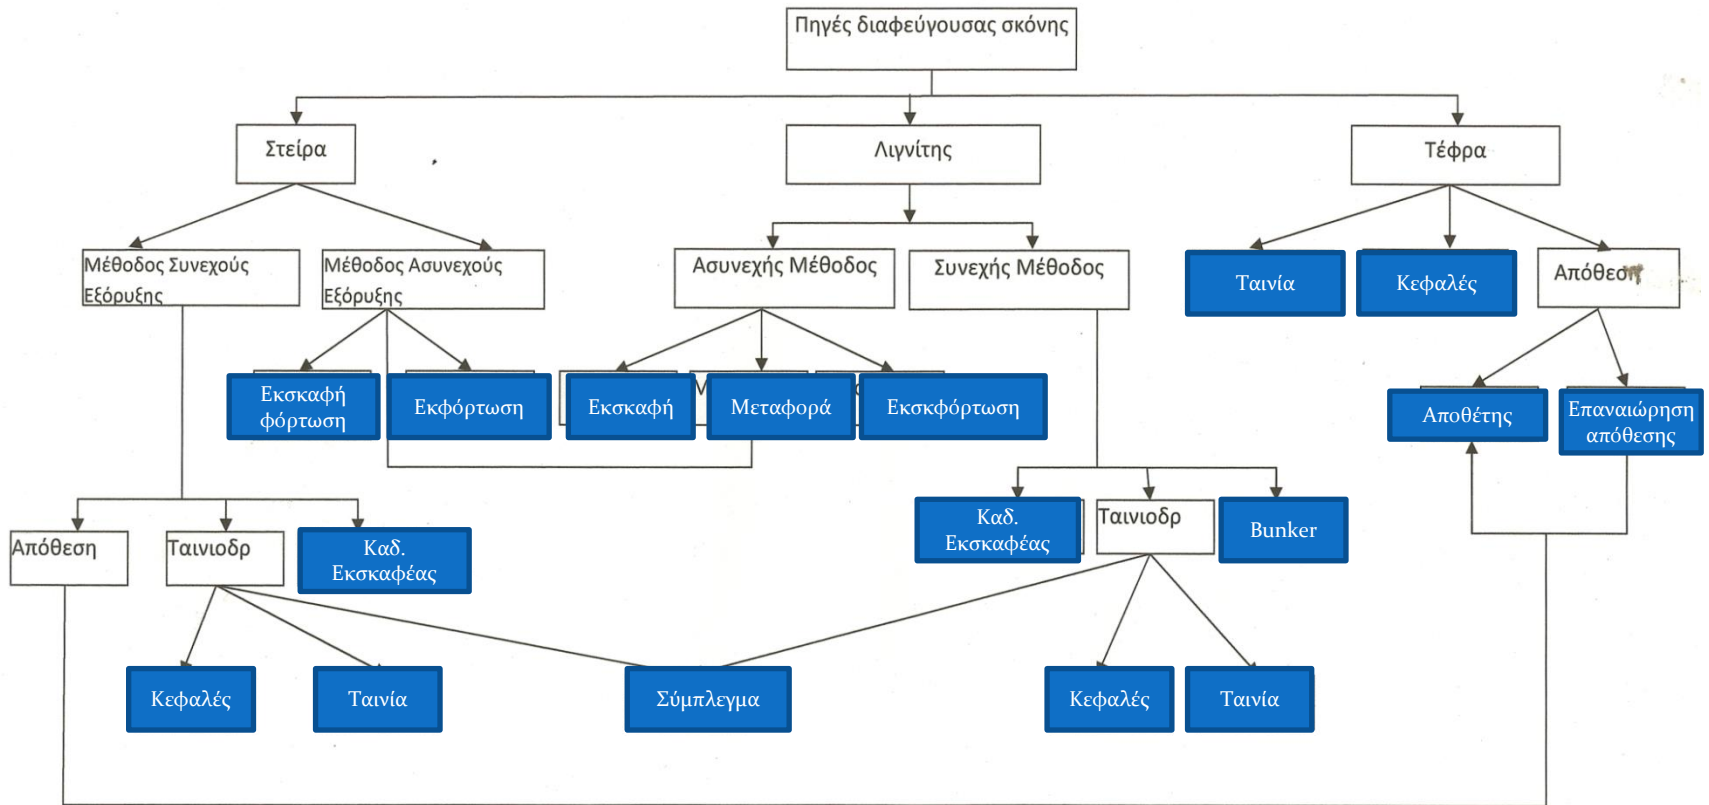 Πηγές διαφεύγουσας σκόνης
Στείρα
Λιγνίτης
Τέφρα
Μέθοδος Συνεχούς
Εξόρυξης
Μέθοδος Ασυνεχούς
Εξόρυξης
Ασυνεχής Μέθοδος
Συνεχής Μέθοδος
Ταινία
Κεφαλές
Απόθεση
Εκσκαφή
φόρτωση
Εκφόρτωση
Εκσκαφή
Μεταφορά
Εκσκφόρτωση
Αποθέτης
Επαναιώρηση
απόθεσης
Απόθεση
Ταινιοδρ
Καδ.
Εκσκαφέας
Καδ.
Εκσκαφέας
Ταινιοδρ
Bunker
Κεφαλές
Ταινία
Σύμπλεγμα
Κεφαλές
Ταινία